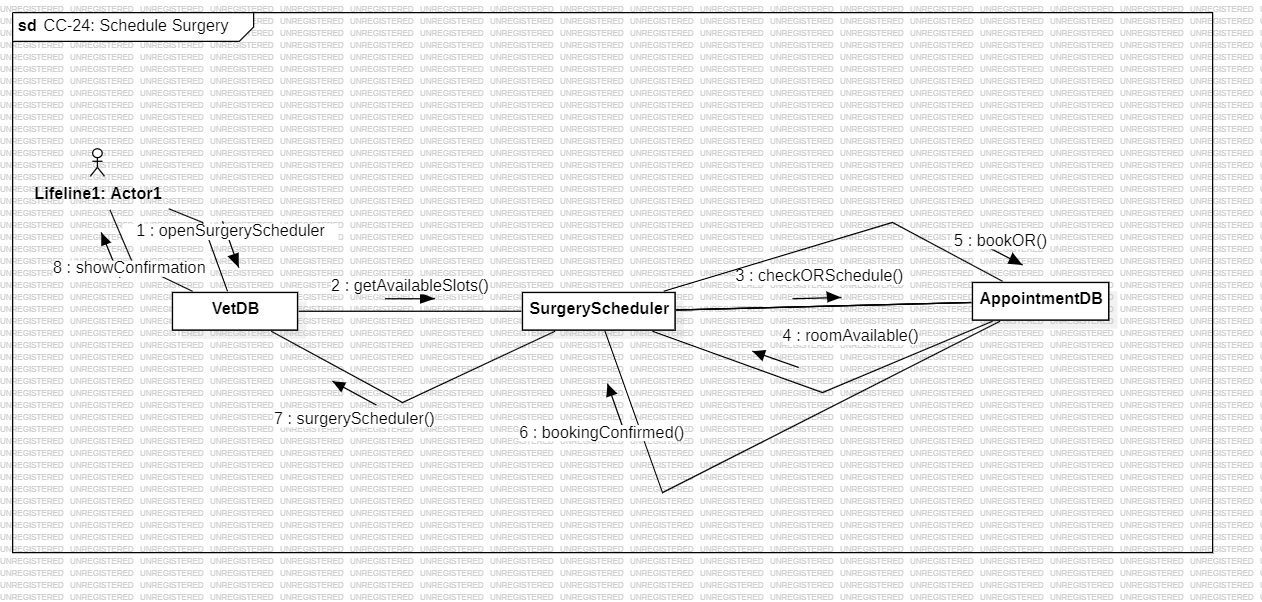 sd CC-24: Schedule Surgery
Lifeline1: Actor1
1 : openSurgeryScheduler
8 : showConfirmation
VetDB
2 : getAvailableSlots()
SurgeryScheduler
3 : checkORSchedule()
5 : bookOR()
AppointmentDB
4 : roomAvailable()
7 : surgeryScheduler()
6 : bookingConfirmed()
UNREGISTERED